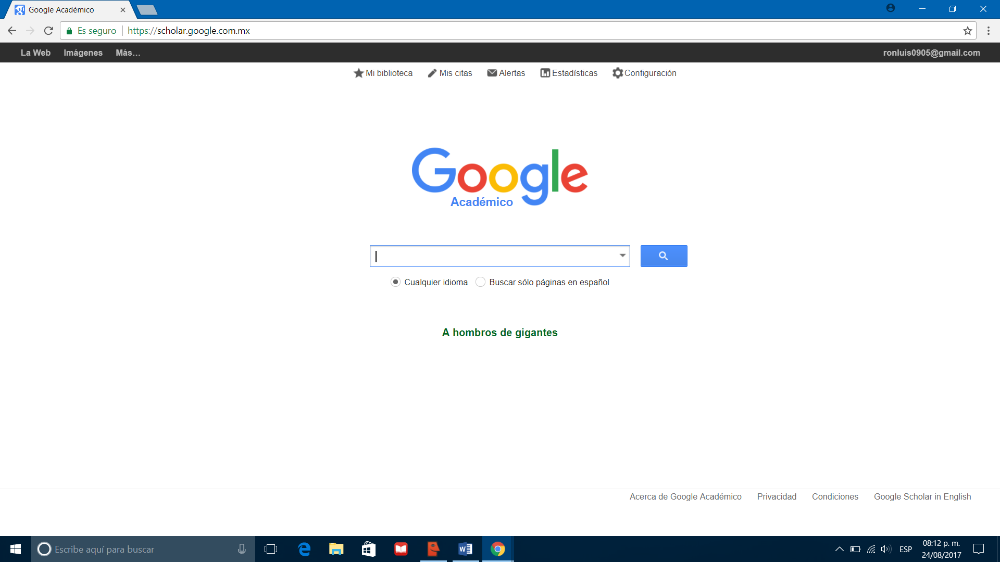 Google Académico
Es seguro https://scholar.google.com.mx
La Web Imágenes Más... ronluis0905@gmail.com
Mi biblioteca Mis citas Alertas Estadísticas Configuración
Google
Académico
Cualquier idioma Buscar sólo páginas en español
A hombros de gigantes
Acerca de Google Académico Privacidad Condiciones Google Scholar in English
Escribe aquí para buscar ESP 08:12 p. m.
24/08/2017